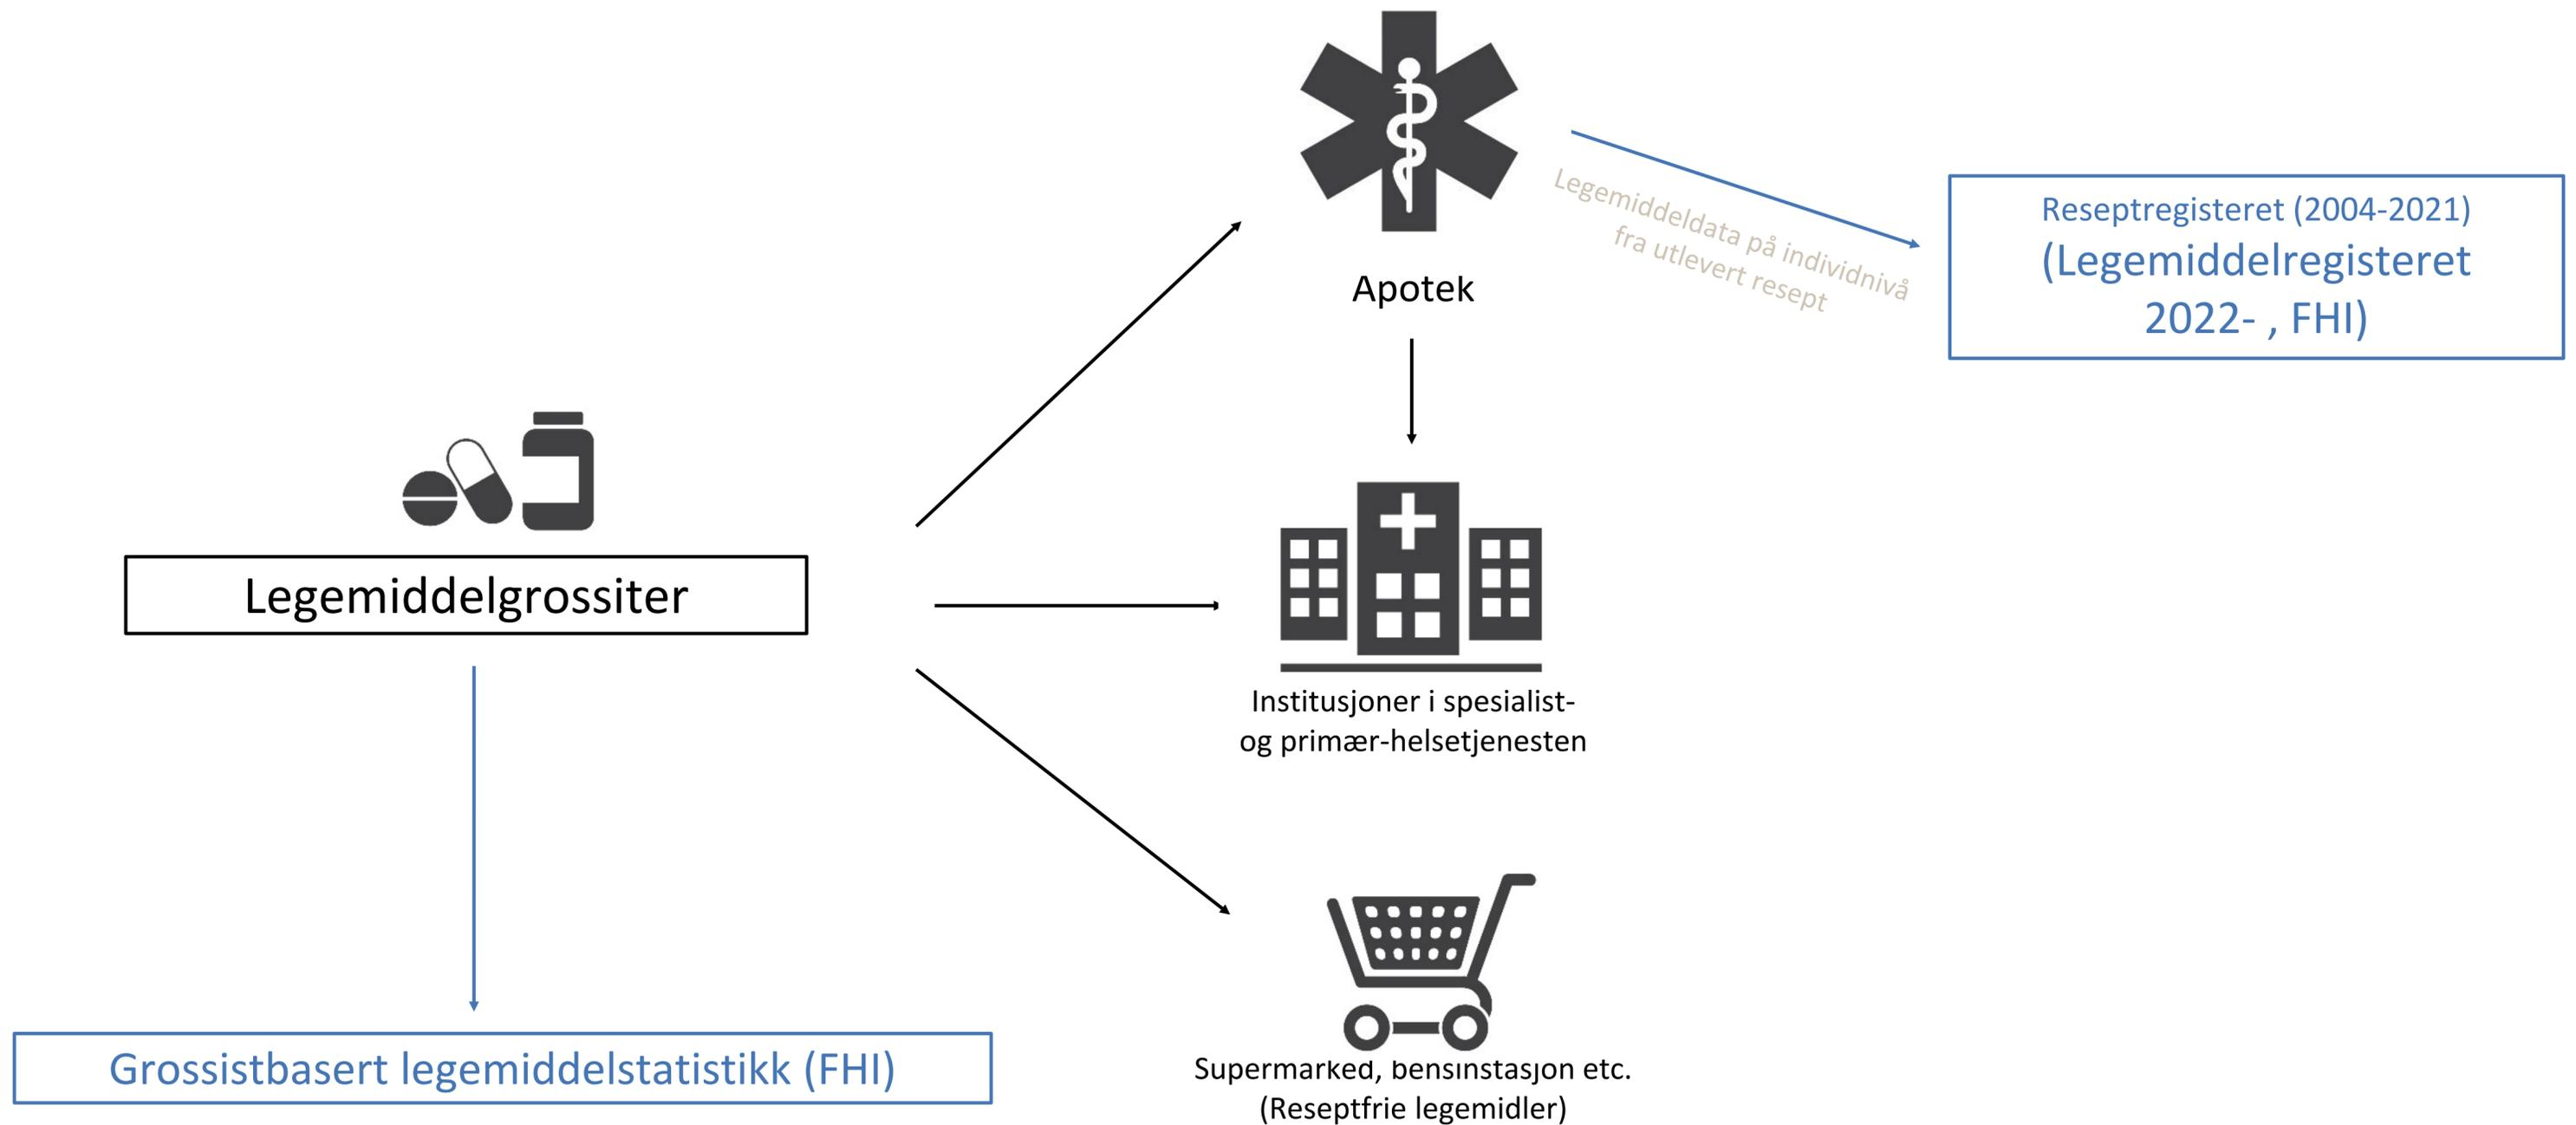 Apotek
Legemiddeldata på individnivå
fra utlevert resept
Reseptregisteret (2004-2021)
(Legemiddelregisteret
2022- , FHI)
Legemiddelgrossiter
Institusjoner i spesialist-
og primær-helsetjenesten
Grossistbasert legemiddelstatistikk (FHI)
Supermarked, bensinstasjon etc.
(Reseptfrie legemidler)